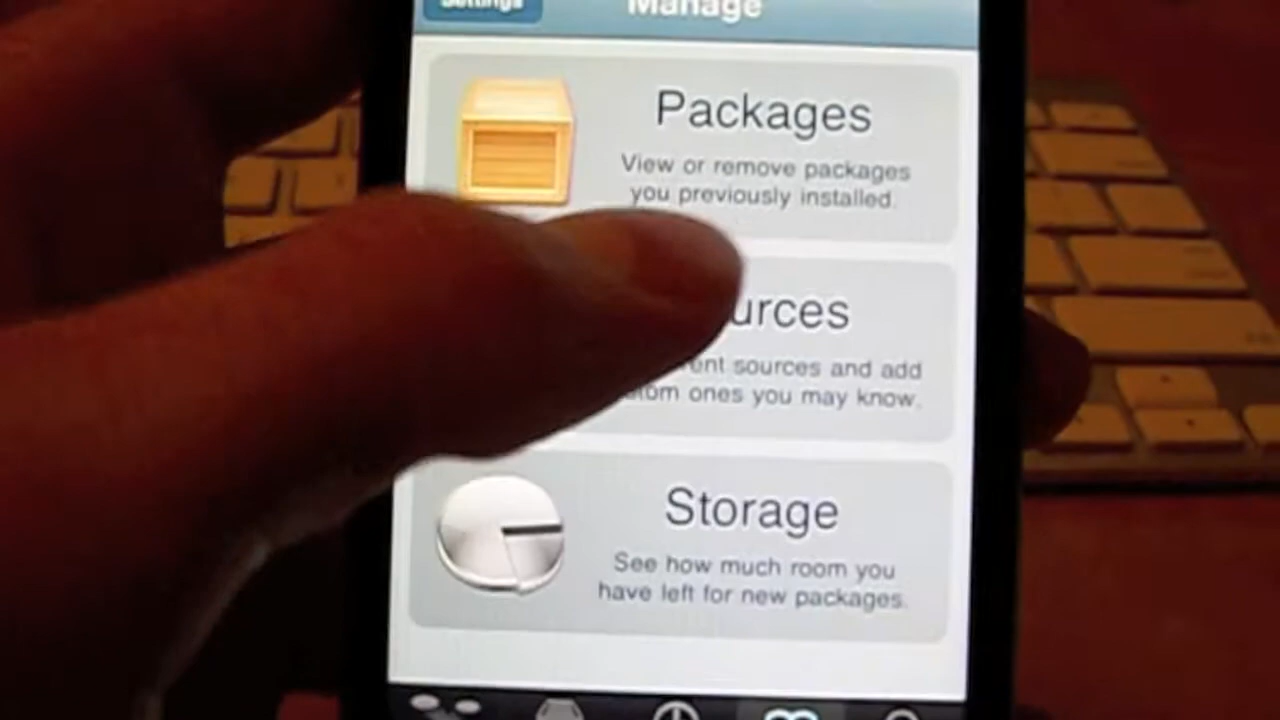 Settings
Manage
Packages
View or remove packages
you previously installed.
urces
ent sources and add
tom ones you may know.
Storage
See how much room you
have left for new packages.